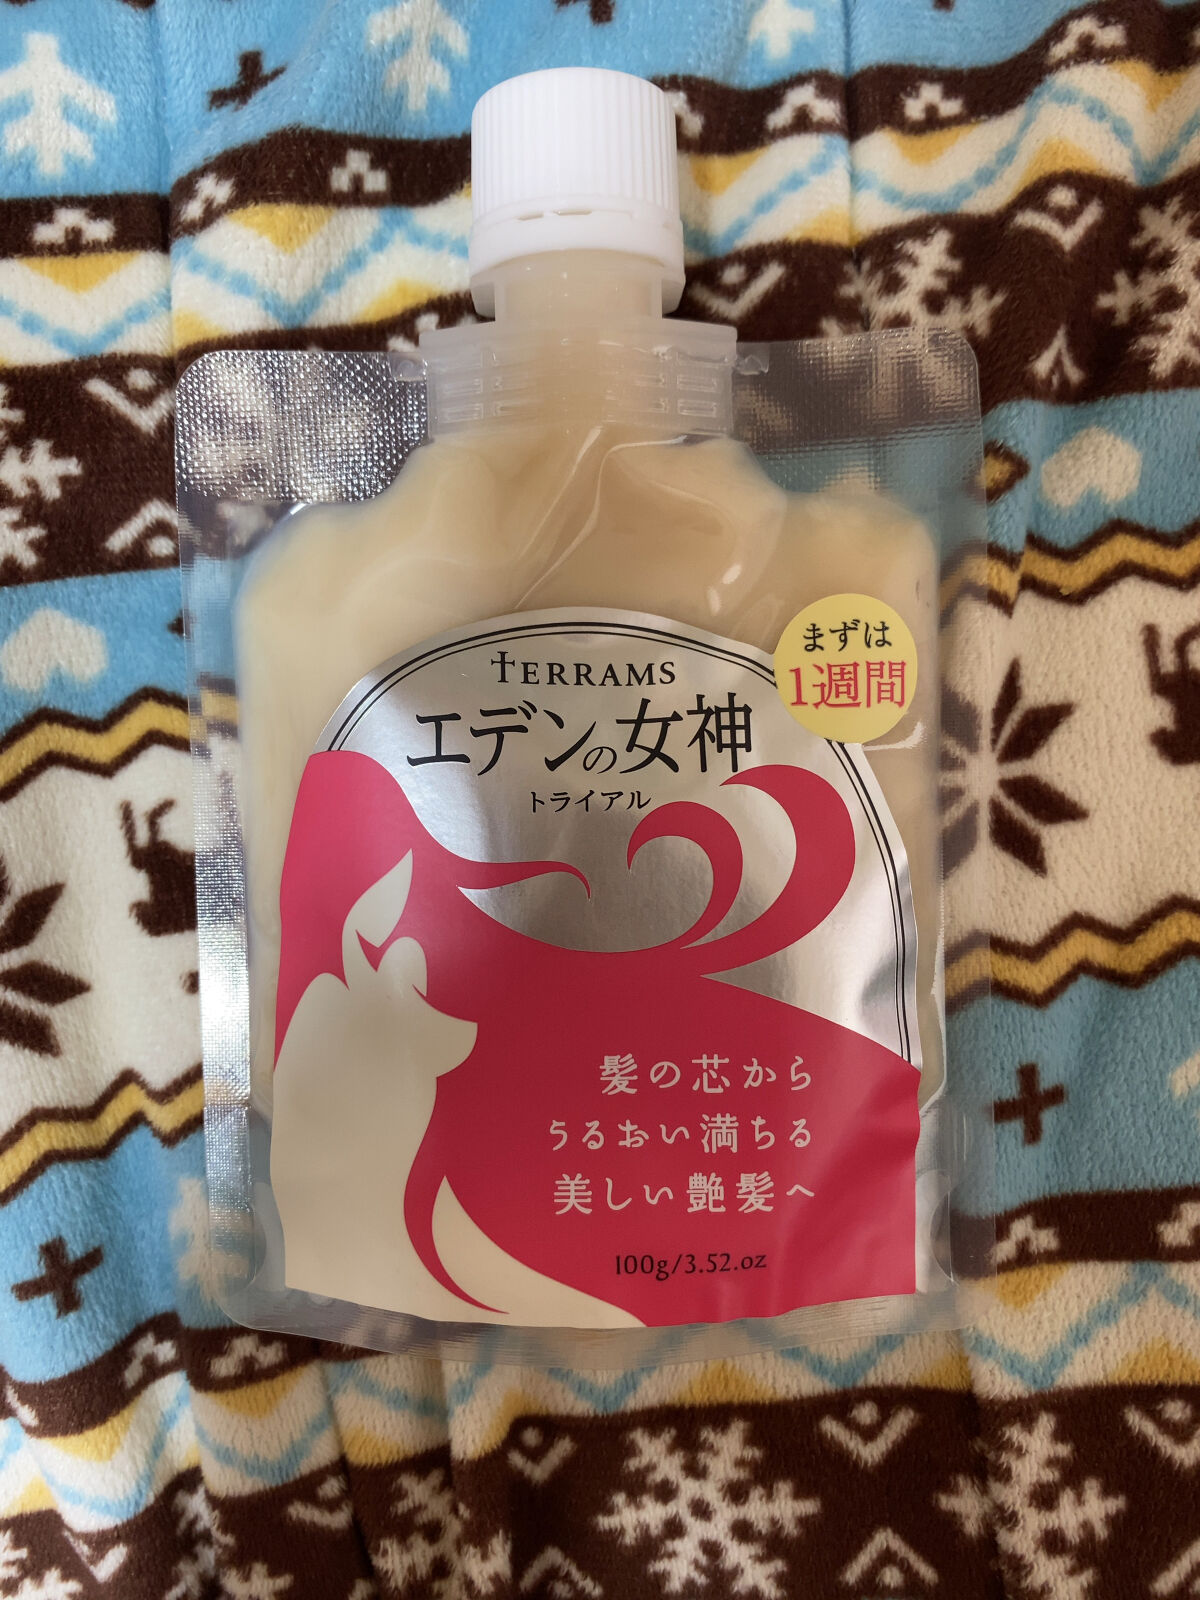 TERRAMS
エデンの女神
トライアル
まずは
1週間
髪の芯から
うるおい満ちる
美しい艶髪へ
100g/3.52.oz